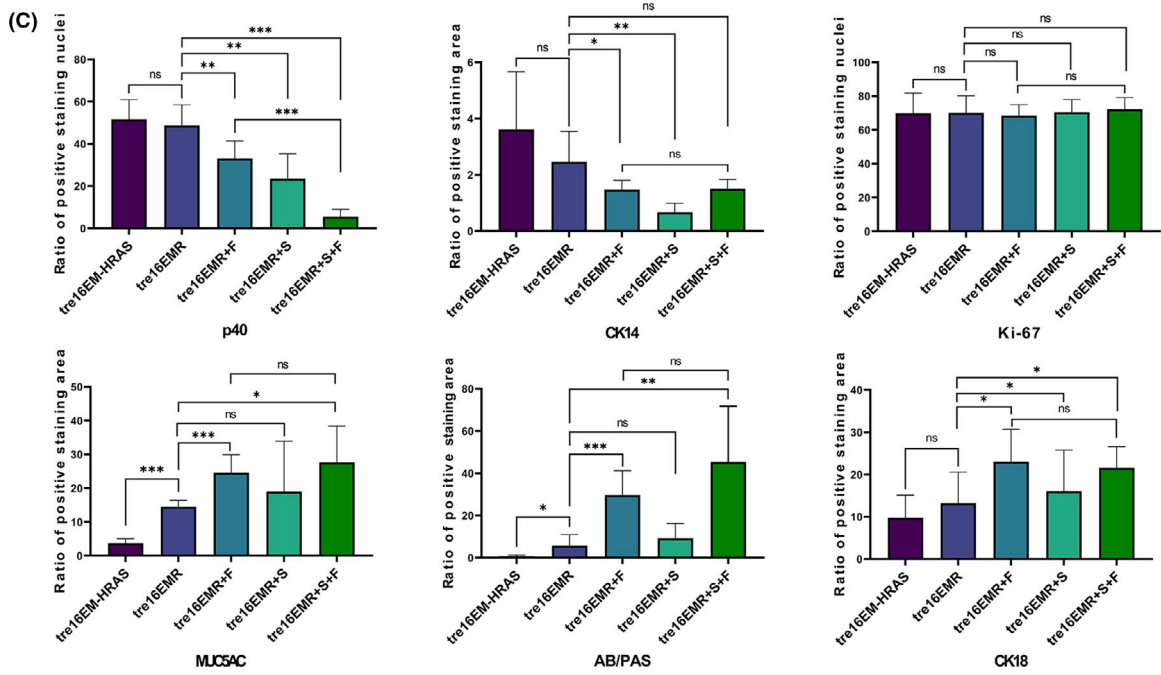 (C)
Ratio of positive staining nuclei
80
60
40
20
0
ns
**
**
***
***
tre16EM-HRAS
tre16EMR
tre16EMR+F
tre16EMR+S
tre16EMR+S+F
p40
Ratio of positive staining area
6
4
2
0
ns
*
**
ns
ns
tre16EM-HRAS
tre16EMR
tre16EMR+F
tre16EMR+S
tre16EMR+S+F
CK14
Ratio of positive staining nuclei
100
80
60
40
20
0
ns
ns
ns
ns
ns
tre16EM-HRAS
tre16EMR
tre16EMR+F
tre16EMR+S
tre16EMR+S+F
Ki-67
Ratio of positive staining area
50
40
30
20
10
0
***
***
ns
*
ns
tre16EM-HRAS
tre16EMR
tre16EMR+F
tre16EMR+S
tre16EMR+S+F
MUC5AC
Ratio of positive staining area
80
60
40
20
0
*
***
ns
**
ns
tre16EM-HRAS
tre16EMR
tre16EMR+F
tre16EMR+S
tre16EMR+S+F
AB/PAS
Ratio of positive staining area
40
30
20
10
0
ns
*
*
*
ns
tre16EM-HRAS
tre16EMR
tre16EMR+F
tre16EMR+S
tre16EMR+S+F
CK18